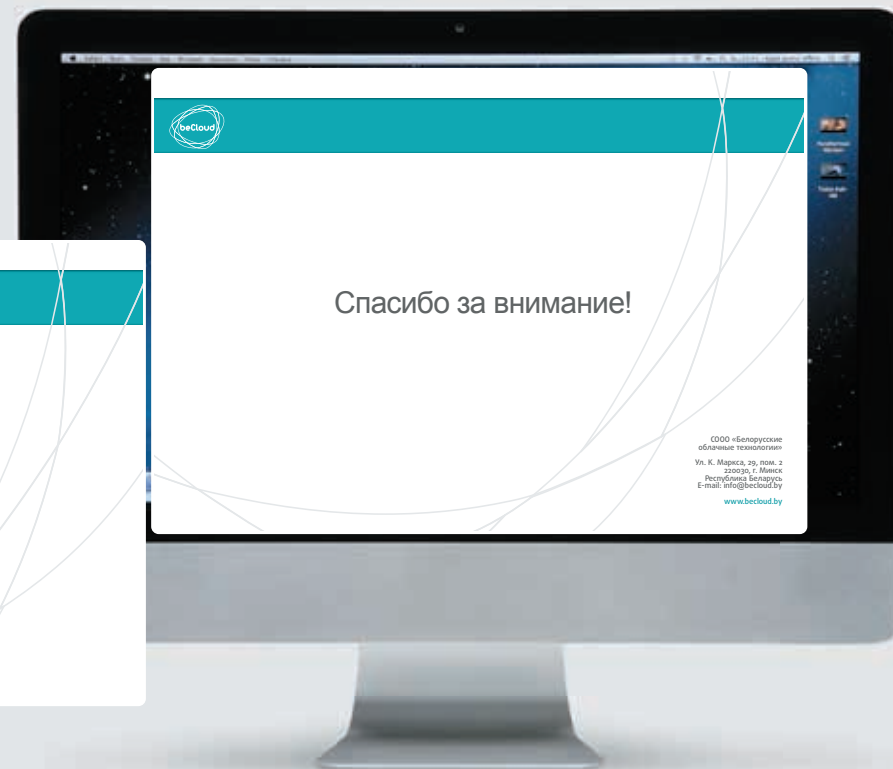 beCloud
Спасибо за внимание!
СООО «Белорусские
облачные технологии»
Ул. К. Маркса, 29, пом. 2
220030, г. Минск
Республика Беларусь
E-mail: info@becloud.by
www.becloud.by